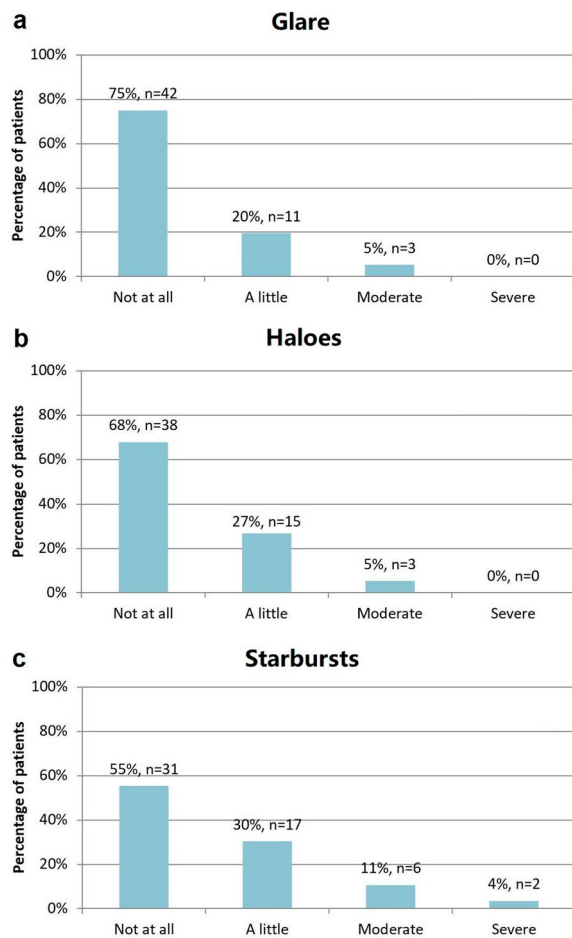 a
Glare
Percentage of patients
100%
80%
60%
40%
20%
0%
75%, n=42
20%, n=11
5%, n=3
0%, n=0
Not at all
A little
Moderate
Severe
b
Haloes
Percentage of patients
100%
80%
60%
40%
20%
0%
68%, n=38
27%, n=15
5%, n=3
0%, n=0
Not at all
A little
Moderate
Severe
c
Starbursts
Percentage of patients
100%
80%
60%
40%
20%
0%
55%, n=31
30%, n=17
11%, n=6
4%, n=2
Not at all
A little
Moderate
Severe